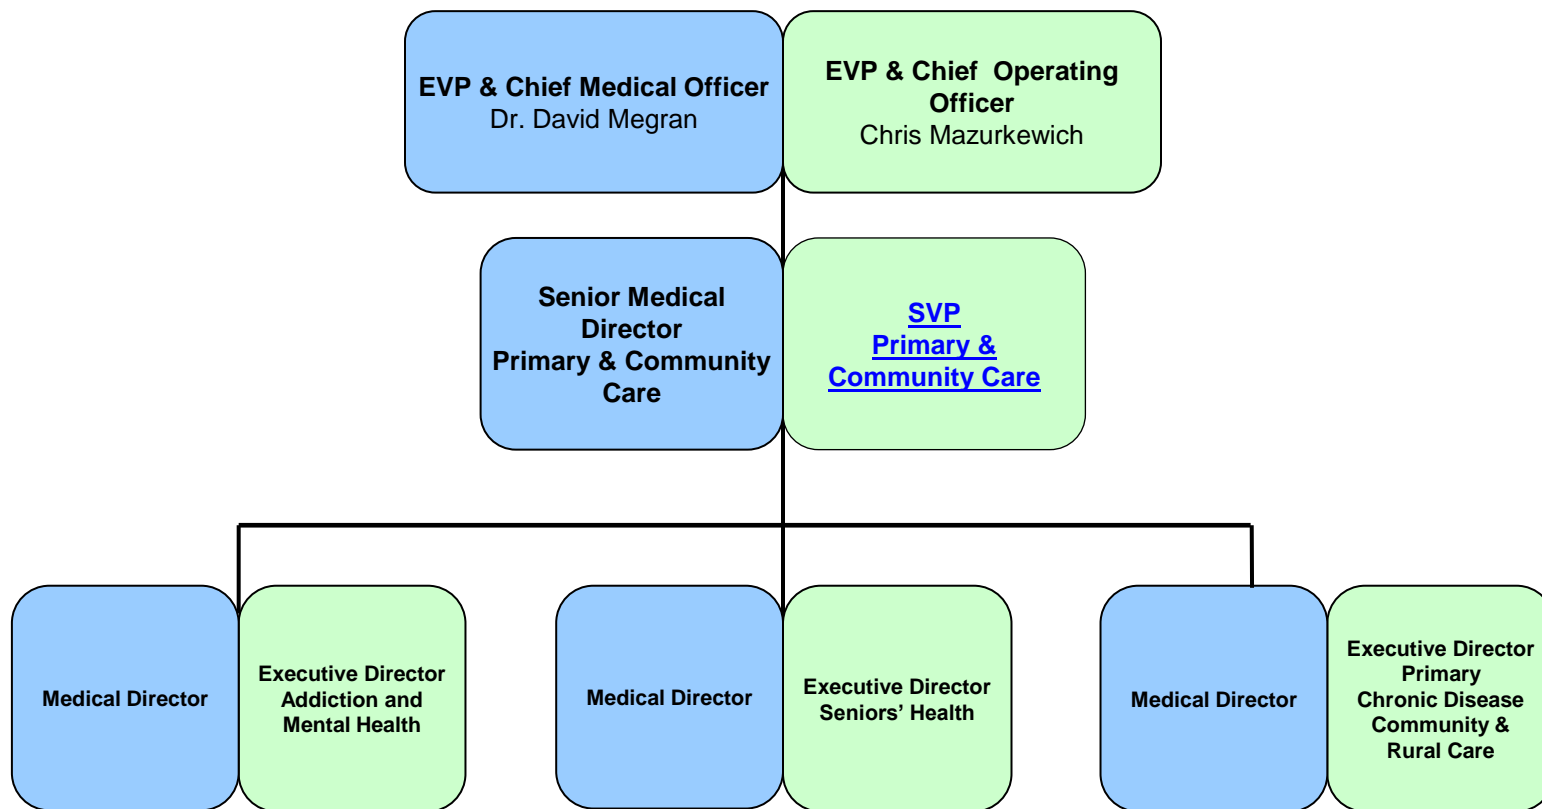 EVP & Chief Medical Officer
Dr. David Megran
EVP & Chief Operating
Officer
Chris Mazurkewich
Senior Medical
Director
Primary & Community
Care
SVP
Primary &
Community Care
Medical Director
Executive Director
Addiction and
Mental Health
Medical Director
Executive Director
Seniors’ Health
Medical Director
Executive Director
Primary
Chronic Disease
Community &
Rural Care